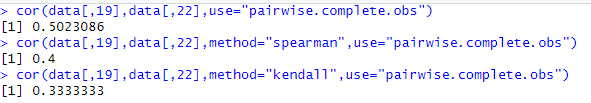 > cor(data[,19],data[,22],use="pairwise.complete.obs")
[1] 0.5023086
> cor(data[,19],data[,22],method="spearman",use="pairwise.complete.obs")
[1] 0.4
> cor(data[,19],data[,22],method="kendall",use="pairwise.complete.obs")
[1] 0.3333333